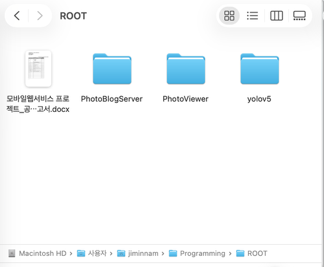 ROOT
모바일웹서비스 프로
젝트_공…고서.docx
PhotoBlogServer
PhotoViewer
yolov5
Macintosh HD 사용자 jiminnam Programming ROOT